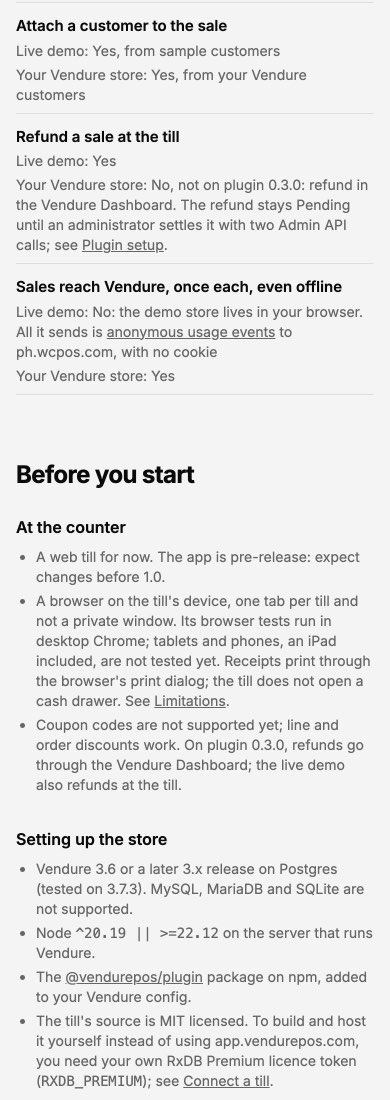 Attach a customer to the sale
Live demo: Yes, from sample customers
Your Vendure store: Yes, from your Vendure
customers
Refund a sale at the till
Live demo: Yes
Your Vendure store: No, not on plugin 0.3.0: refund in
the Vendure Dashboard. The refund stays Pending
until an administrator settles it with two Admin API
calls; see Plugin setup.
Sales reach Vendure, once each, even offline
Live demo: No: the demo store lives in your browser.
All it sends is anonymous usage events to
ph.wcpos.com, with no cookie
Your Vendure store: Yes
Before you start
At the counter
• A web till for now. The app is pre-release: expect
changes before 1.0.
• A browser on the till's device, one tab per till and
not a private window. Its browser tests run in
desktop Chrome; tablets and phones, an iPad
included, are not tested yet. Receipts print through
the browser's print dialog; the till does not open a
cash drawer. See Limitations.
• Coupon codes are not supported yet; line and
order discounts work. On plugin 0.3.0, refunds go
through the Vendure Dashboard; the live demo
also refunds at the till.
Setting up the store
• Vendure 3.6 or a later 3.x release on Postgres
(tested on 3.7.3). MySQL, MariaDB and SQLite are
not supported.
• Node ^20.19 || >=22.12 on the server that runs
Vendure.
• The @vendurepos/plugin package on npm, added
to your Vendure config.
• The till's source is MIT licensed. To build and host
it yourself instead of using app.vendurepos.com,
you need your own RxDB Premium licence token
(RXDB_PREMIUM); see Connect a till.